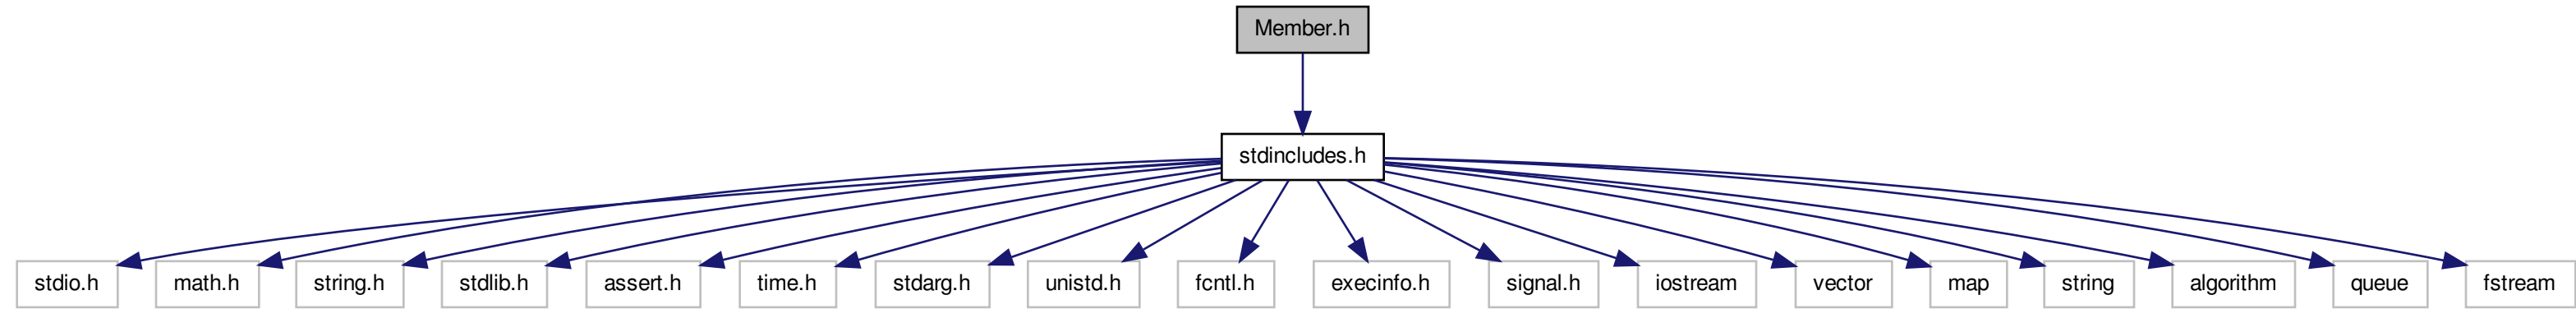 Member.h
stdincludes.h
stdio.h
math.h
string.h
stdlib.h
assert.h
time.h
stdarg.h
unistd.h
fcntl.h
execinfo.h
signal.h
iostream
vector
map
string
algorithm
queue
fstream